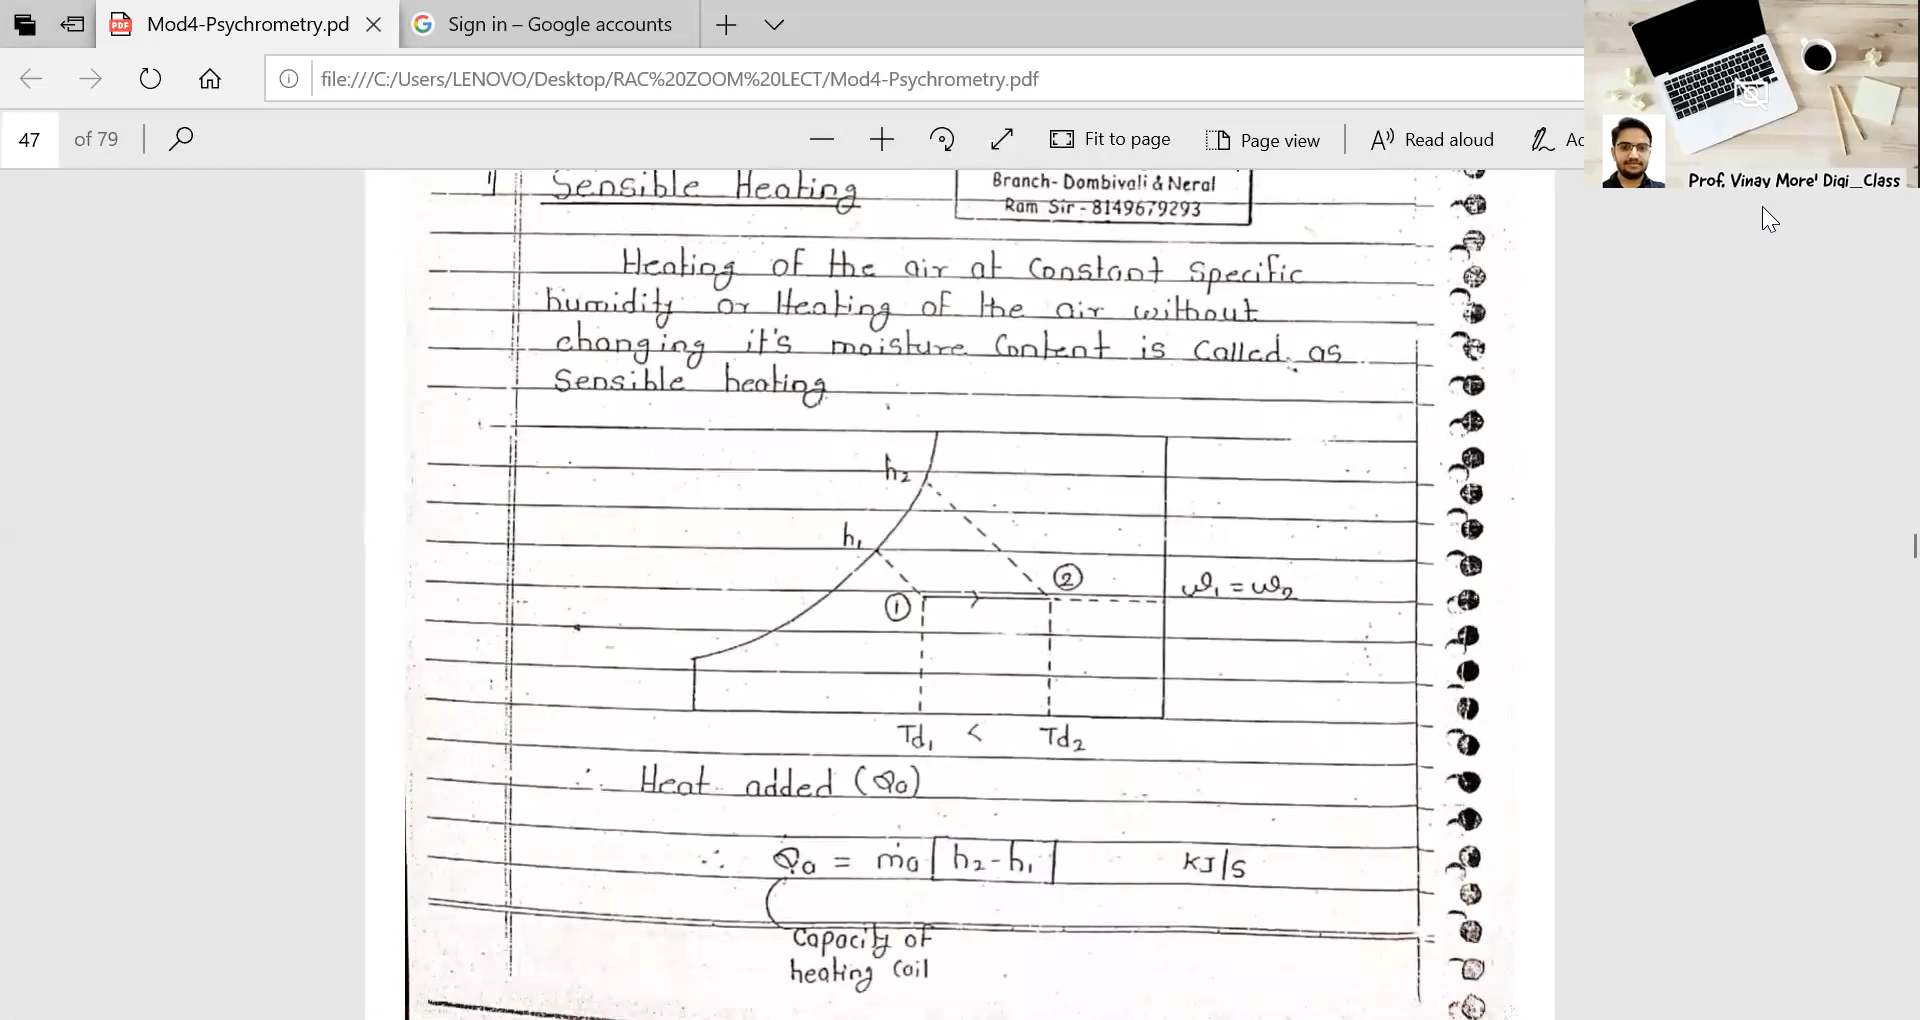 Mod4-Psychrometry.pd
Sign in – Google accounts
file:///C:/Users/LENOVO/Desktop/RAC%20ZOOM%20LECT/Mod4-Psychrometry.pdf
47 of 79
Fit to page
Page view
Read aloud
Prof. Vinay More' Digi_Class
1] Sensible Heating
Branch-Dombivali & Neral
Ram Sir - 8149679293
Heating of the air at Constant Specific
humidity or Heating of the air without
changing it's moisture Content is Called as
Sensible heating
h₂
h₁
②
①
ω₁ = ω₂
Td₁ < Td₂
∴ Heat added (Qa)
∴ Q̇a = ṁa [h₂-h₁] KJ/s
Capacity of
heating Coil